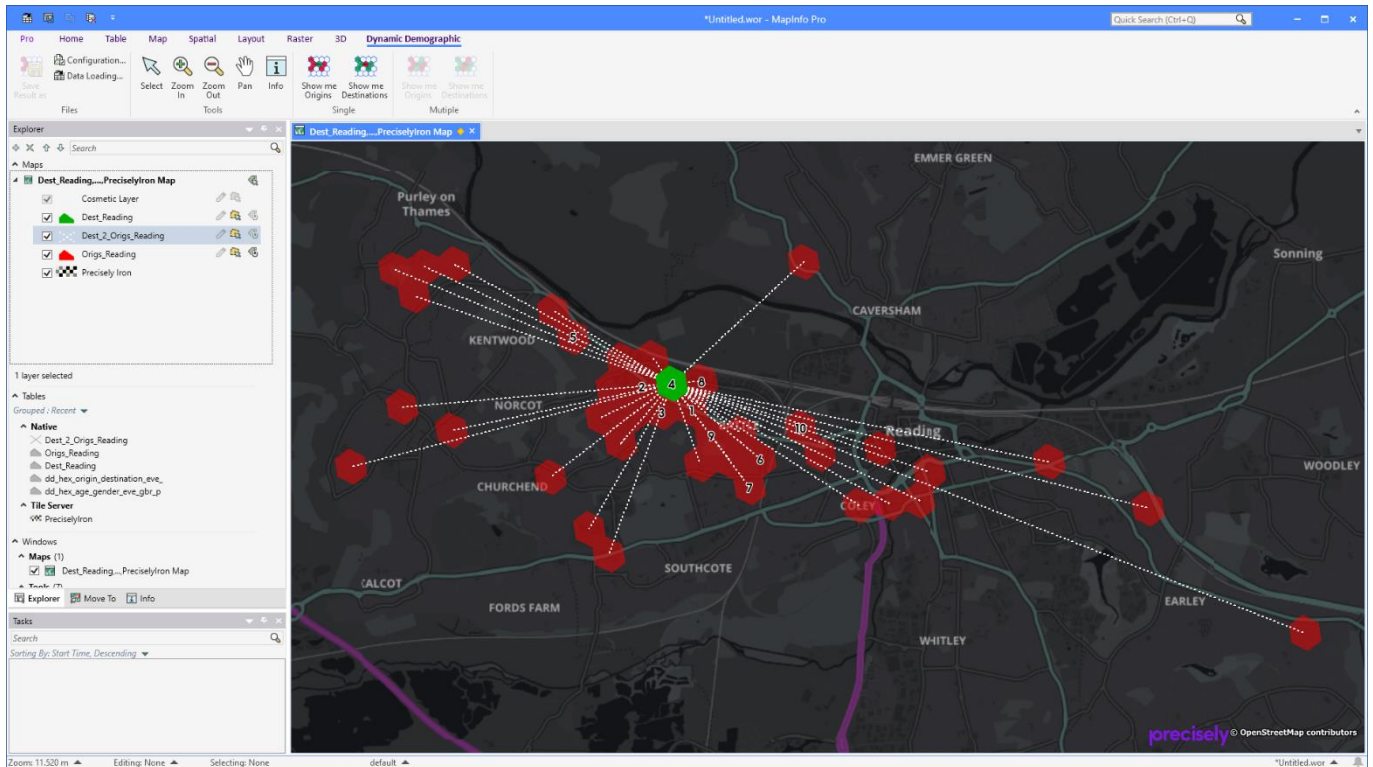 *Untitled.wor - MapInfo Pro
Quick Search (Ctrl+Q)
Pro Home Table Map Spatial Layout Raster 3D Dynamic Demographic
Save Result es
Configuration...
Data Loading...
Select
Zoom In
Zoom Out
Pan
Info
Show me Origins
Show me Destinations
Show me Origins
Show me Destinations
Files
Tools
Single
Mutiple
Explorer
Search
Maps
Dest_Reading,...,PreciselyIron Map
Cosmetic Layer
Dest_Reading
Dest_2_Origs_Reading
Origs_Reading
Precisely Iron
1 layer selected
Tables
Grouped : Recent
Native
Dest_2_Origs_Reading
Origs_Reading
Dest_Reading
dd_hex_origin_destination_eve_
dd_hex_age_gender_eve_gbr_p
Tile Server
PreciselyIron
Windows
Maps (1)
Dest_Reading,...,PreciselyIron Map
Tools (7)
Explorer
Move To
Info
Tasks
Search
Sorting By: Start Time, Descending
Dest_Reading,...,PreciselyIron Map
EMMER GREEN
Purley on
Thames
Sonning
CAVERSHAM
KENTWOOD
5
4
8
2
NORCOT
3
1
10
Reading
9
6
WOODLEY
7
CHURCHEND
COLEY
SOUTHCOTE
CALCOT
FORDS FARM
EARLEY
WHITLEY
precisely
© OpenStreetMap contributors
Zoom: 11.520 m
Editing: None
Selecting: None
default
*Untitled.wor